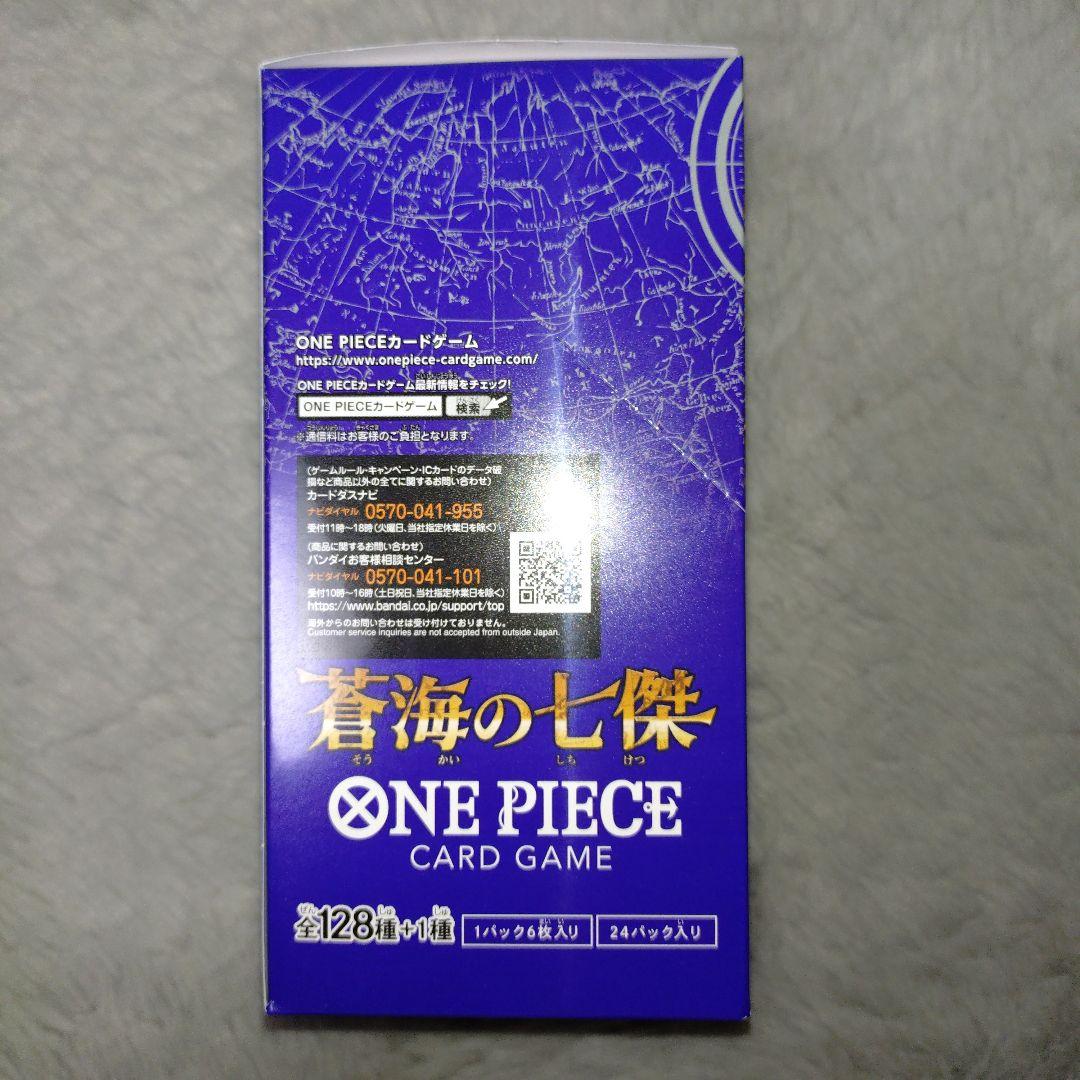 ONE PIECEカードゲーム
https://www.onepiece-cardgame.com/
ONE PIECEカードゲーム最新情報をチェック!
ONE PIECEカードゲーム 検索
※通信料はお客様のご負担となります。
(ゲームルール・キャンペーン・ICカードのデータ破
損など商品以外の全てに関するお問い合わせ)
カードダスナビ
ナビダイヤル 0570-041-955
受付11時〜18時(火曜日、当社指定休業日を除く)
(商品に関するお問い合わせ)
バンダイお客様相談センター
ナビダイヤル 0570-041-101
受付10時〜16時(土日祝日、当社指定休業日を除く)
https://www.bandai.co.jp/support/top
海外からのお問い合わせは受け付けておりません。
Customer service inquiries are not accepted from outside Japan.
蒼海の七傑
そう かい しち けつ
ONE PIECE
CARD GAME
全128種+1種 1パック6枚入り 24パック入り